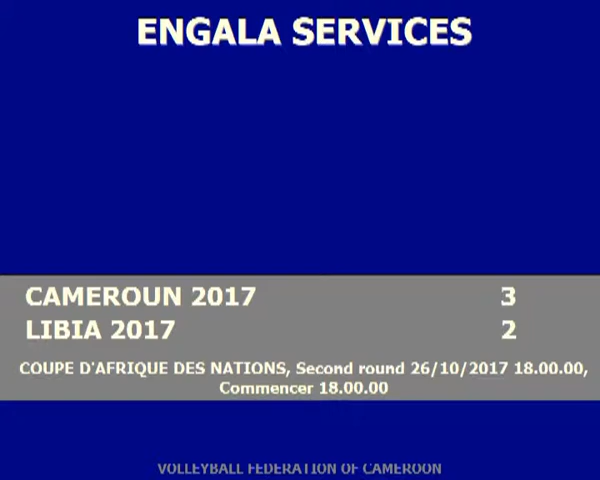 ENGALA SERVICES
CAMEROUN 2017 3
LIBIA 2017 2
COUPE D'AFRIQUE DES NATIONS, Second round 26/10/2017 18.00.00,
Commencer 18.00.00
VOLLEYBALL FEDERATION OF CAMEROON